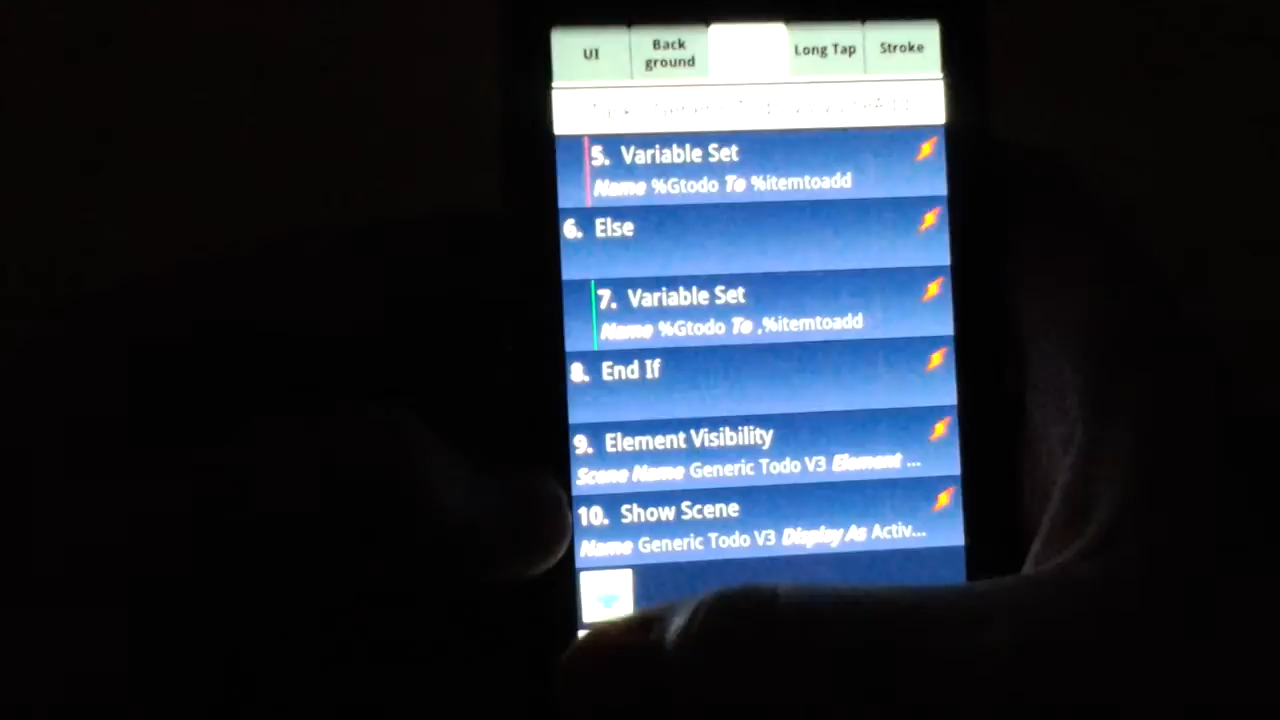 UI
Back
ground
Long Tap
Stroke
5. Variable Set
Name %Gtodo To %itemtoadd
6. Else
7. Variable Set
Name %Gtodo To ,%itemtoadd
8. End If
9. Element Visibility
Scene Name Generic Todo V3 Element ...
10. Show Scene
Name Generic Todo V3 Display As Activ...